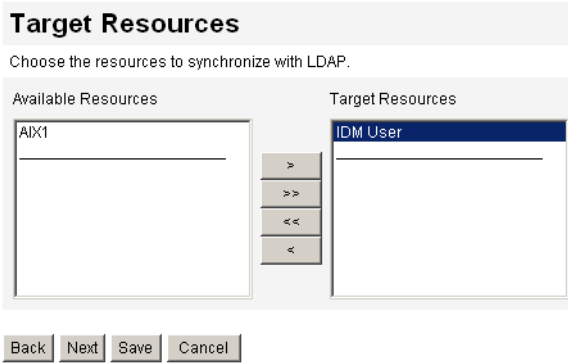 Target Resources
Choose the resources to synchronize with LDAP.
Available Resources
Target Resources
AIX1
IDM User
>
>>
<<
<
Back
Next
Save
Cancel